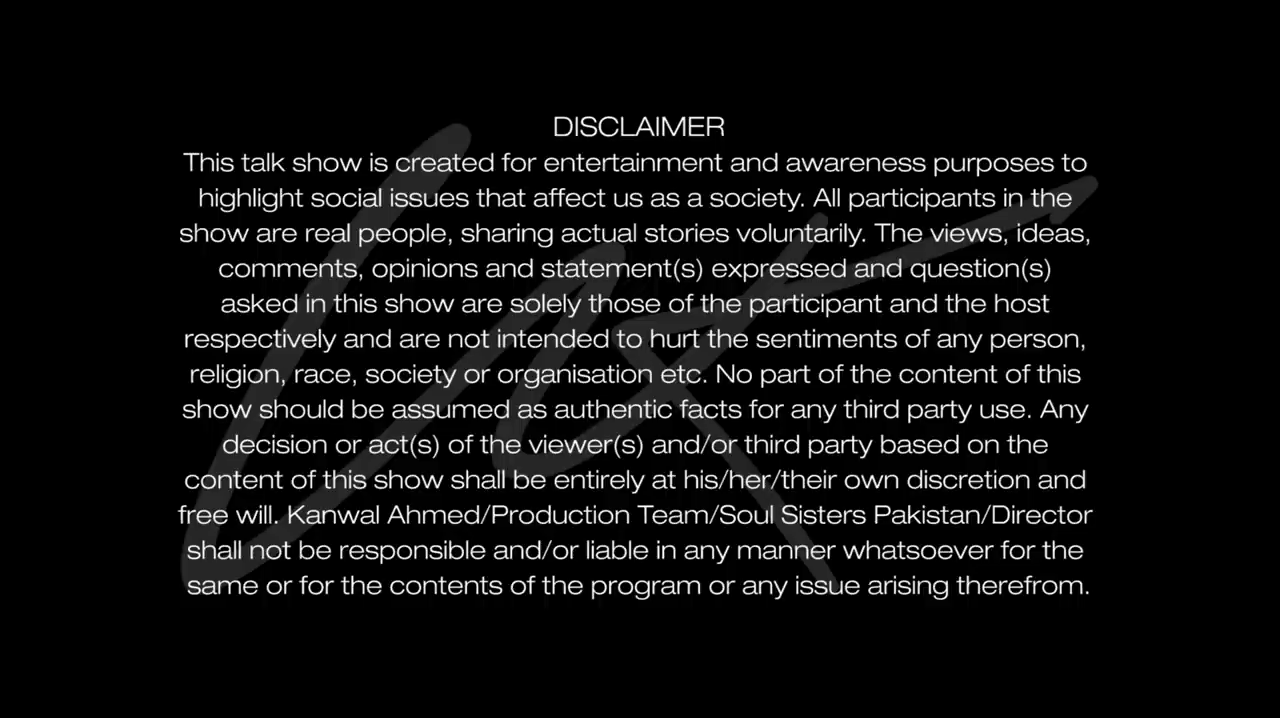 DISCLAIMER
This talk show is created for entertainment and awareness purposes to
highlight social issues that affect us as a society. All participants in the
show are real people, sharing actual stories voluntarily. The views, ideas,
comments, opinions and statement(s) expressed and question(s)
asked in this show are solely those of the participant and the host
respectively and are not intended to hurt the sentiments of any person,
religion, race, society or organisation etc. No part of the content of this
show should be assumed as authentic facts for any third party use. Any
decision or act(s) of the viewer(s) and/or third party based on the
content of this show shall be entirely at his/her/their own discretion and
free will. Kanwal Ahmed/Production Team/Soul Sisters Pakistan/Director
shall not be responsible and/or liable in any manner whatsoever for the
same or for the contents of the program or any issue arising therefrom.